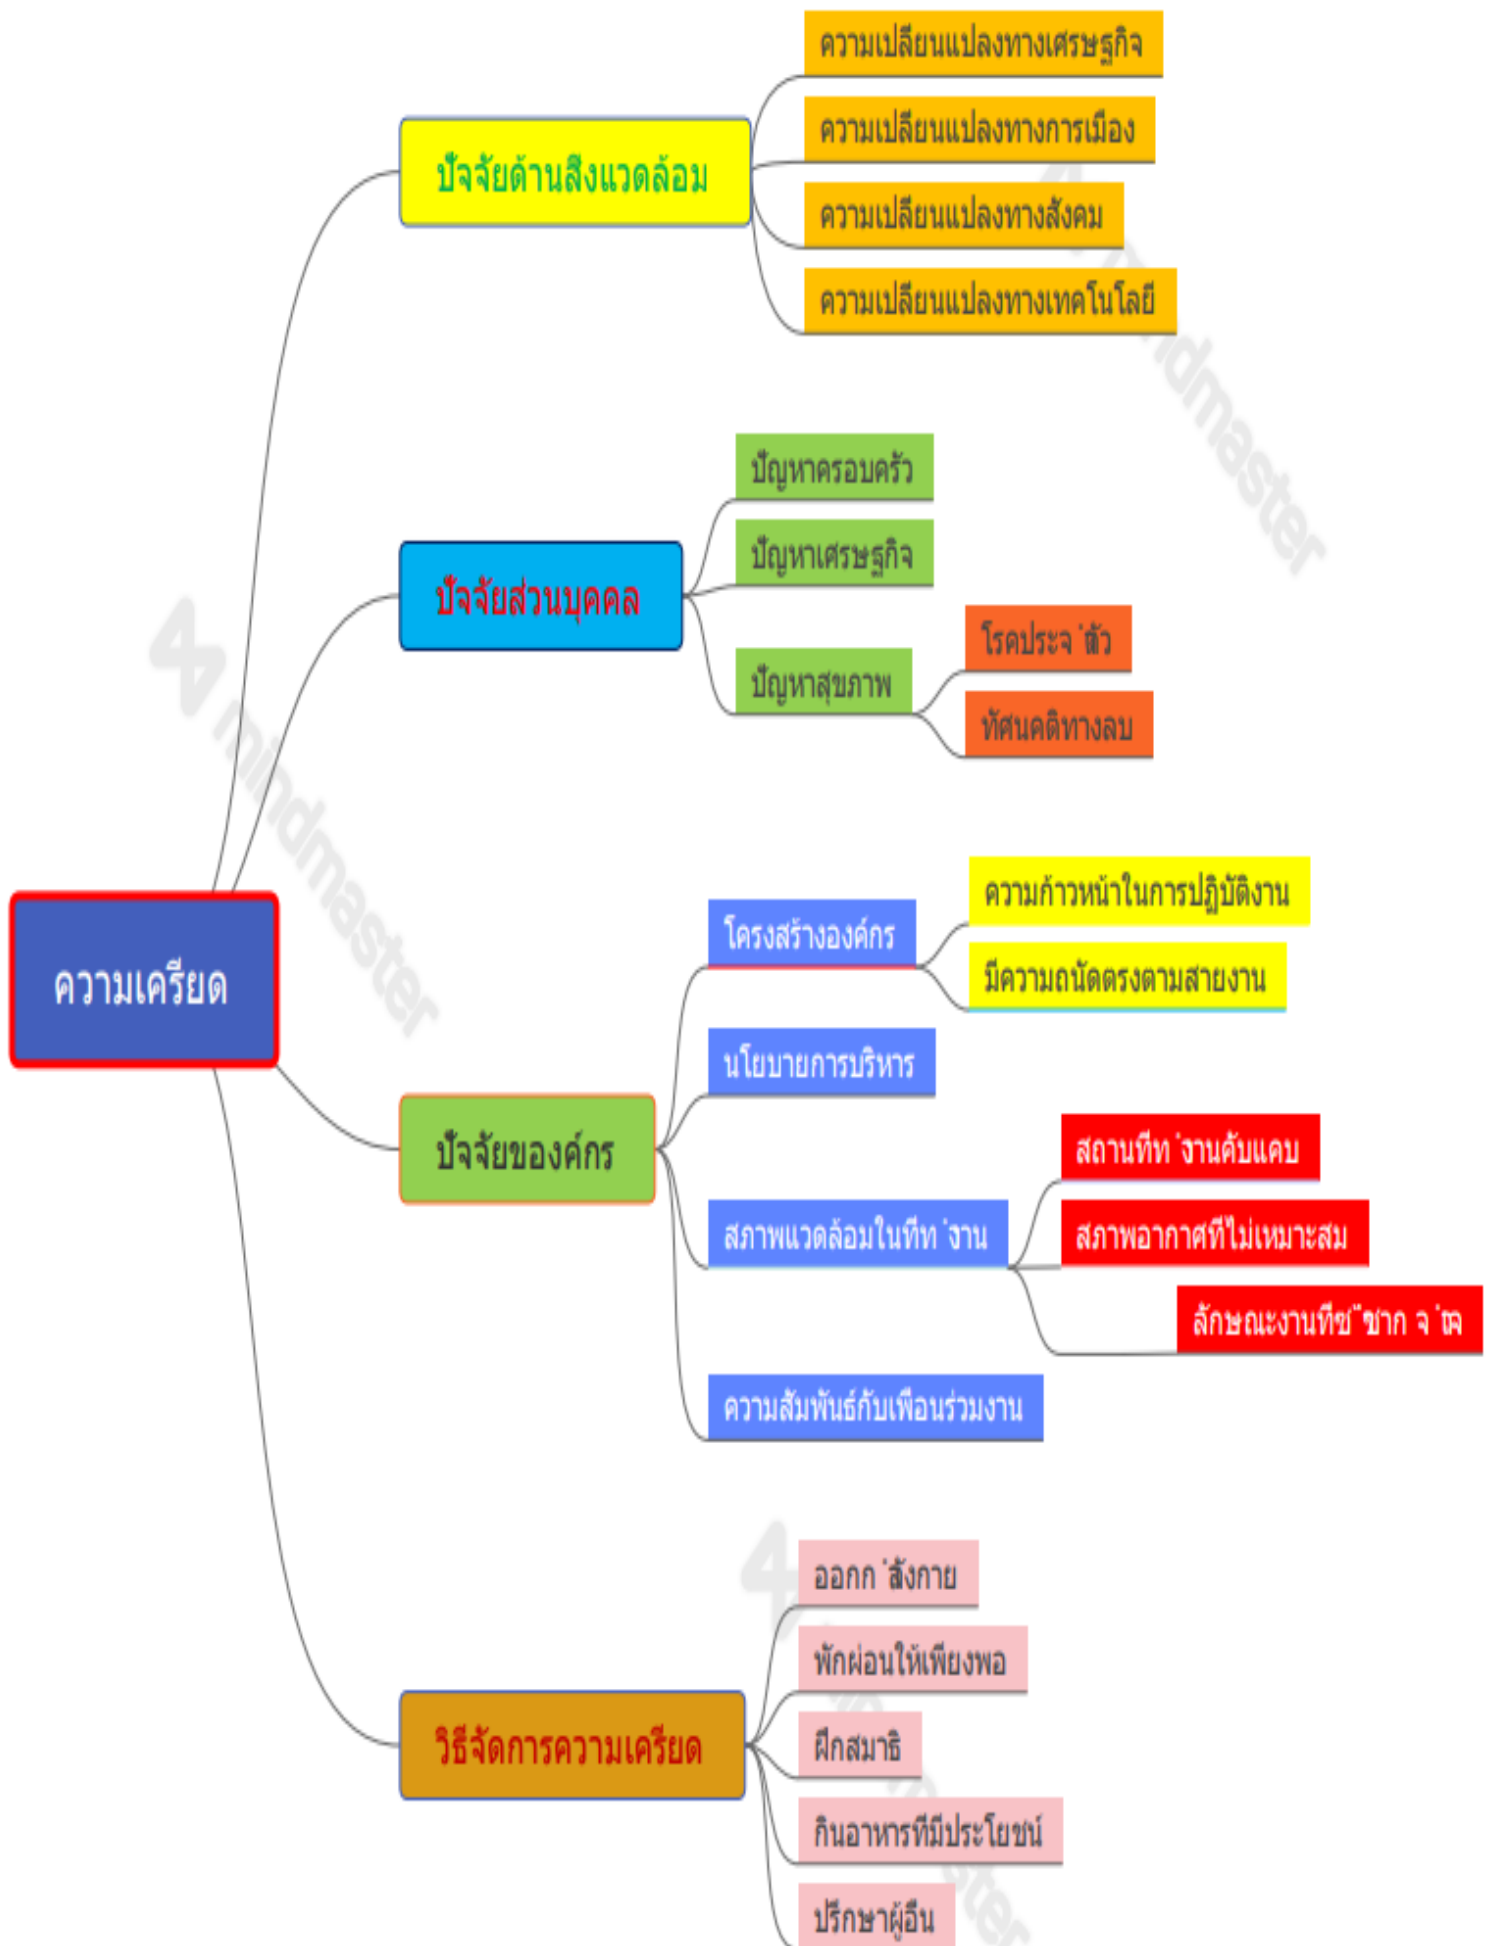 ความเปลี่ยนแปลงทางเศรษฐกิจ
ความเปลี่ยนแปลงทางการเมือง
ปัจจัยด้านสิ่งแวดล้อม
ความเปลี่ยนแปลงทางสังคม
ความเปลี่ยนแปลงทางเทคโนโลยี
ปัญหาครอบครัว
ปัญหาเศรษฐกิจ
ปัจจัยส่วนบุคคล
โรคประจำตัว
ปัญหาสุขภาพ
ทัศนคติทางลบ
ความก้าวหน้าในการปฏิบัติงาน
โครงสร้างองค์กร
มีความถนัดตรงตามสายงาน
ความเครียด
นโยบายการบริหาร
ปัจจัยของค์กร
สถานที่ทำงานคับแคบ
สภาพแวดล้อมในที่ทำงาน
สภาพอากาศที่ไม่เหมาะสม
ลักษณะงานที่ซ้ำซาก จำเจ
ความสัมพันธ์กับเพื่อนร่วมงาน
ออกกำลังกาย
พักผ่อนให้เพียงพอ
วิธีจัดการความเครียด
ฝึกสมาธิ
กินอาหารที่มีประโยชน์
ปรึกษาผู้อื่น
mindmaster
mindmaster
mindmaster